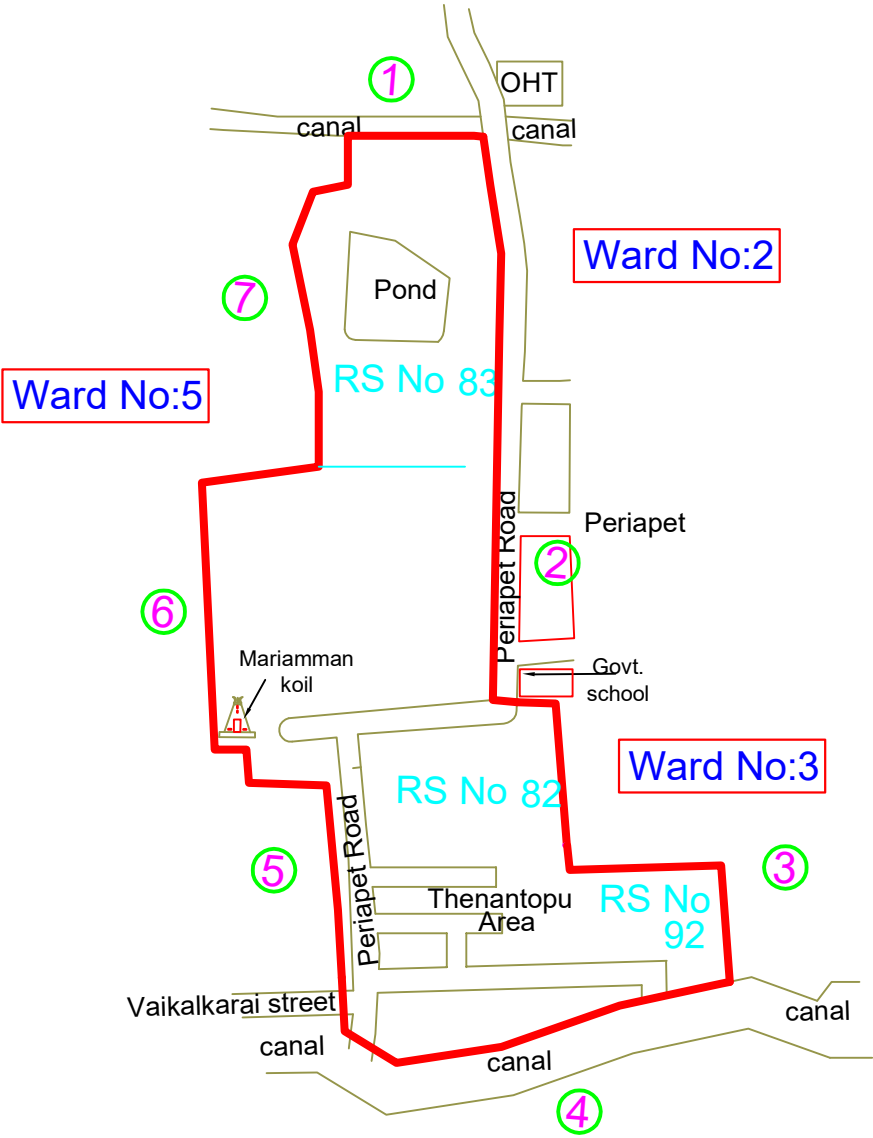 1
OHT
canal
canal
Ward No:2
7
Pond
RS No 83
Ward No:5
Periapet Road
Periapet
2
6
Mariamman
koil
Govt.
school
Ward No:3
RS No 82
Periapet Road
5
3
Thenantopu
Area
RS No
92
Vaikalkarai street
canal
canal
canal
4